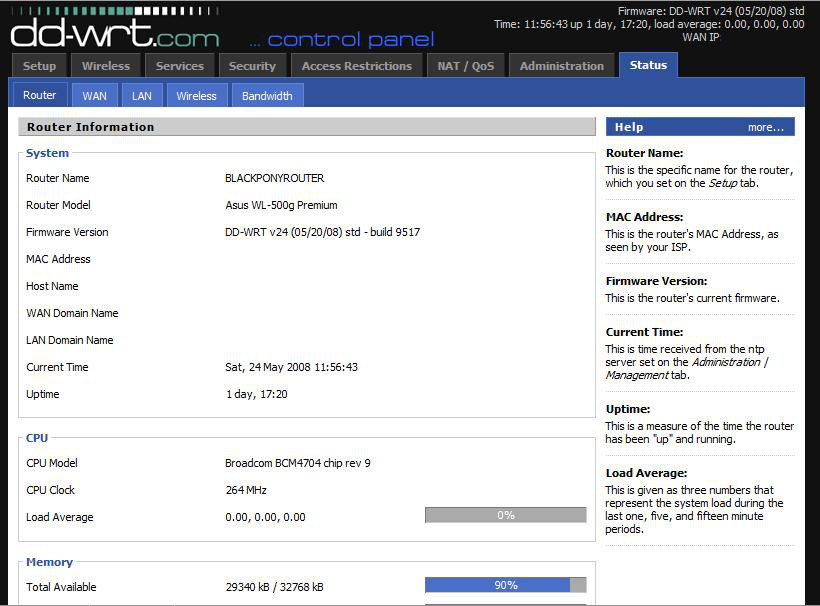 Firmware: DD-WRT v24 (05/20/08) std
Time: 11:56:43 up 1 day, 17:20, load average: 0.00, 0.00, 0.00
WAN IP:
dd-wrt.com ... control panel
Setup Wireless Services Security Access Restrictions NAT / QoS Administration Status
Router WAN LAN Wireless Bandwidth
Router Information
System
Router Name BLACKPONYROUTER
Router Model Asus WL-500g Premium
Firmware Version DD-WRT v24 (05/20/08) std - build 9517
MAC Address
Host Name
WAN Domain Name
LAN Domain Name
Current Time Sat, 24 May 2008 11:56:43
Uptime 1 day, 17:20
CPU
CPU Model Broadcom BCM4704 chip rev 9
CPU Clock 264 MHz
Load Average 0.00, 0.00, 0.00 0%
Memory
Total Available 29340 kB / 32768 kB 90%
Help more...
Router Name:
This is the specific name for the router,
which you set on the Setup tab.
MAC Address:
This is the router's MAC Address, as
seen by your ISP.
Firmware Version:
This is the router's current firmware.
Current Time:
This is time received from the ntp
server set on the Administration /
Management tab.
Uptime:
This is a measure of the time the router
has been "up" and running.
Load Average:
This is given as three numbers that
represent the system load during the
last one, five, and fifteen minute
periods.